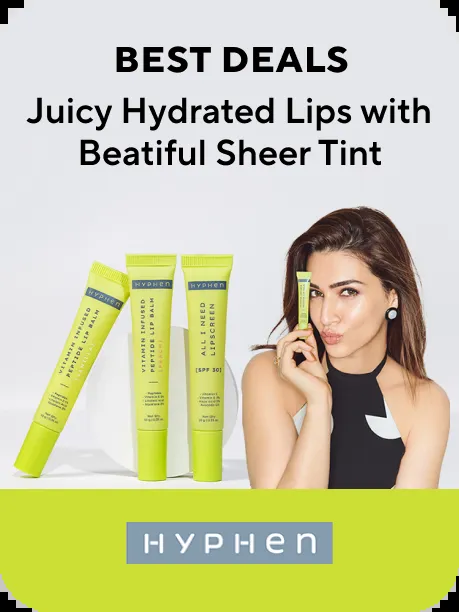 BEST DEALS
Juicy Hydrated Lips with
Beatiful Sheer Tint
HYPHEN
VITAMIN INFUSED
PEPTIDE LIP BALM
HYPHEN
VITAMIN INFUSED
PEPTIDE LIP BALM
HYPHEN
ALL I NEED
LIPSCREEN
[SPF 50]
HYPHEN